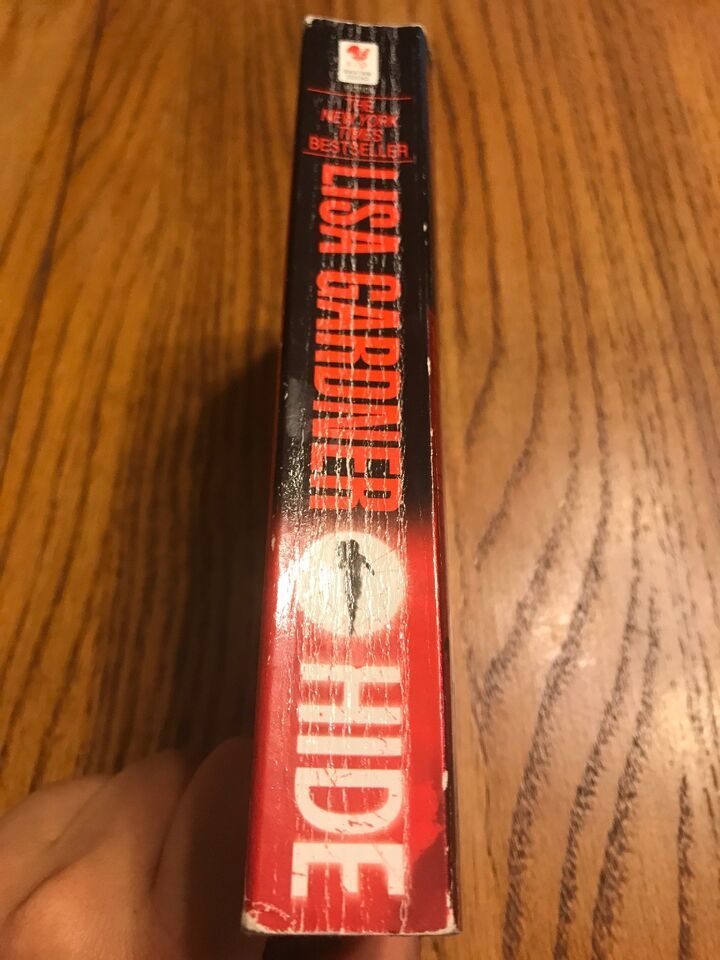 THE
NEW YORK
TIMES
BESTSELLER
LISA GARDNER
HIDE